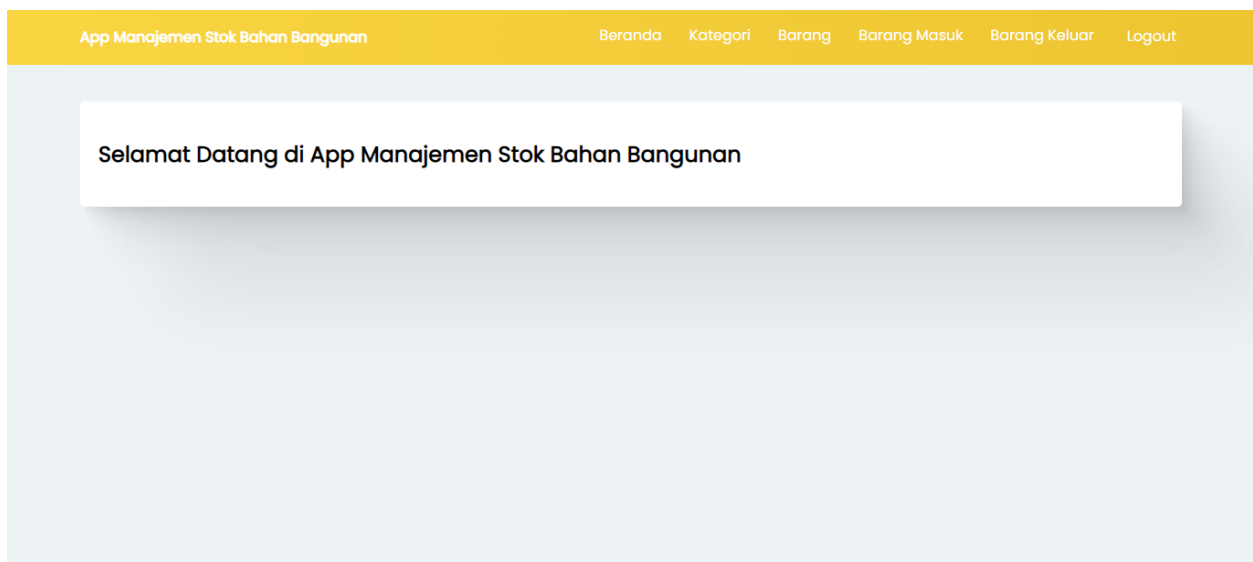 App Manajemen Stok Bahan Bangunan
Beranda Kategori Barang Barang Masuk Barang Keluar Logout
Selamat Datang di App Manajemen Stok Bahan Bangunan